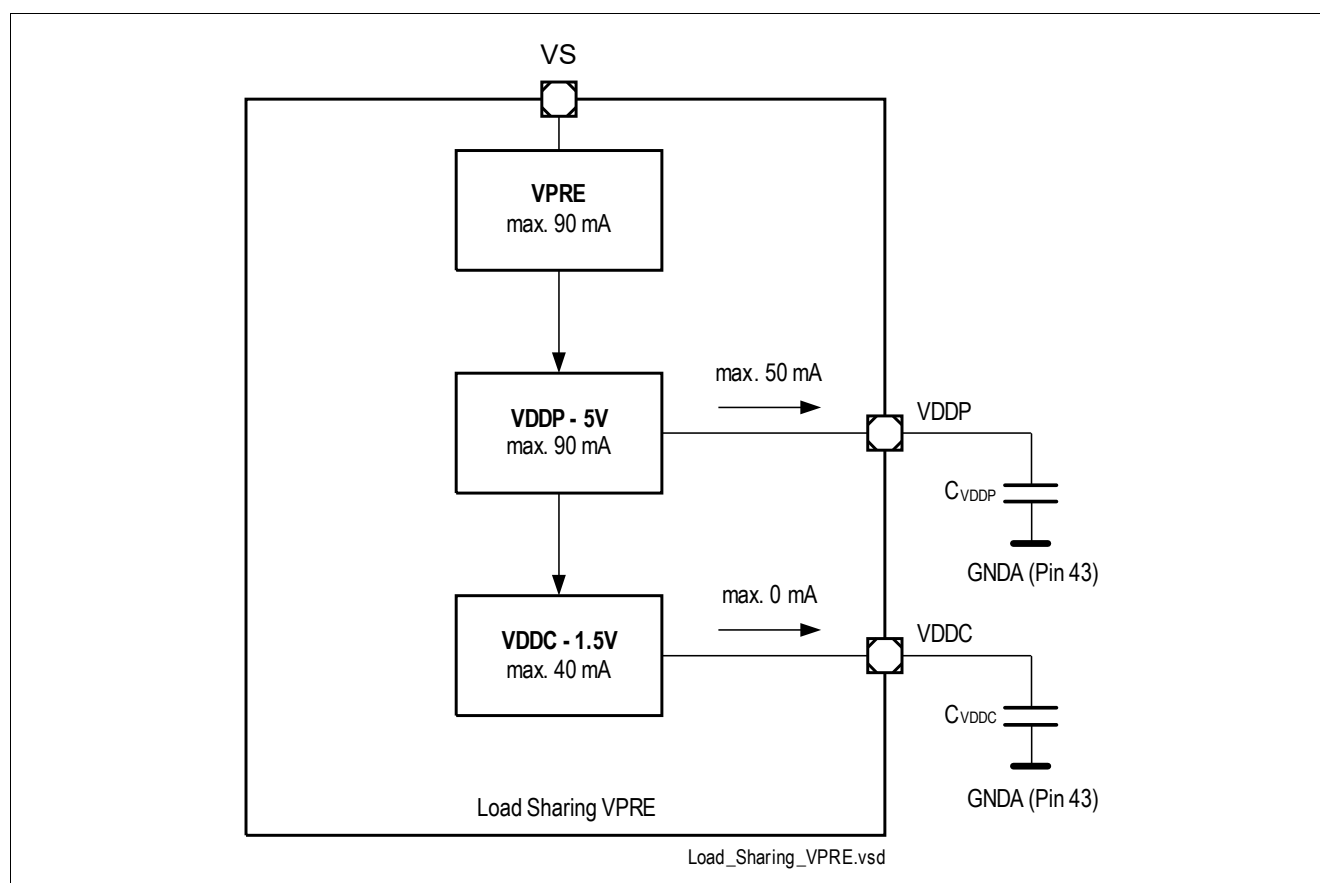 VS
VPRE
max. 90 mA
max. 50 mA
VDDP
VDDP - 5V
max. 90 mA
CVDDP
GNDA (Pin 43)
max. 0 mA
VDDC
VDDC - 1.5V
max. 40 mA
CVDDC
GNDA (Pin 43)
Load Sharing VPRE
Load_Sharing_VPRE.vsd